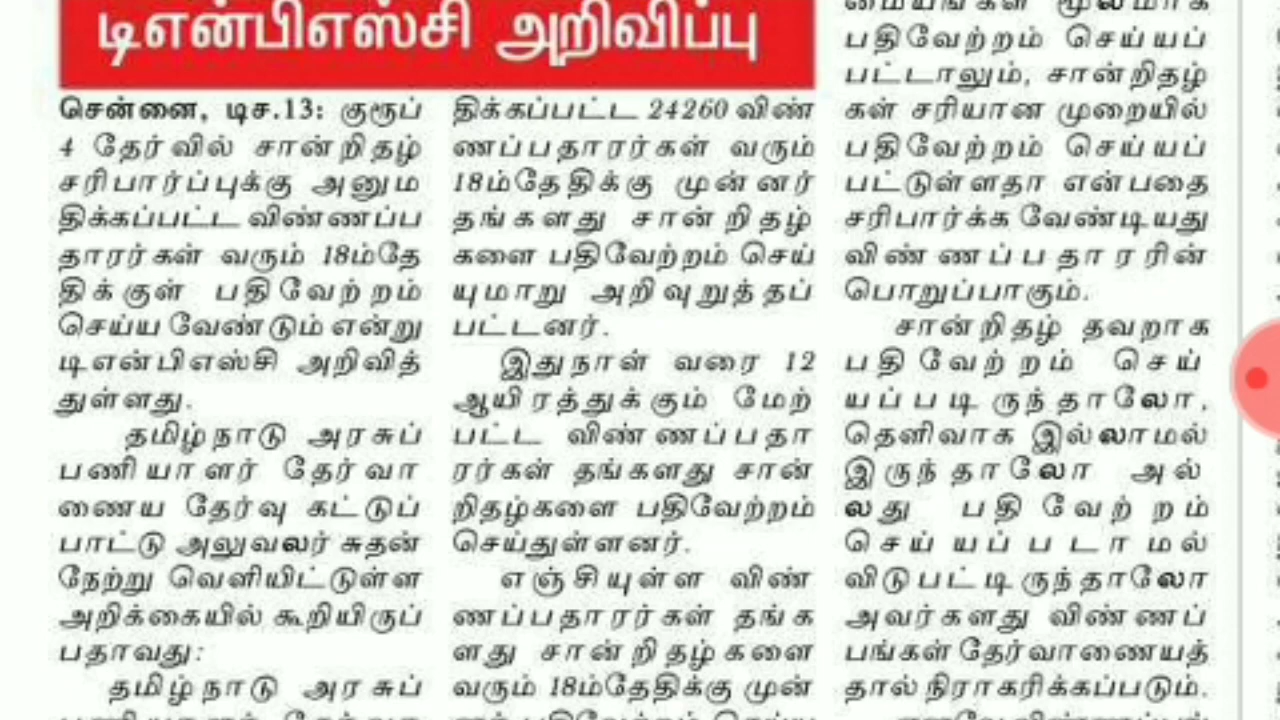 டிஎன்பிஎஸ்சி அறிவிப்பு
சென்னை, டிச.13: குரூப்
4 தேர்வில் சான்றிதழ்
சரிபார்ப்புக்கு அனும
திக்கப்பட்ட விண்ணப்ப
தாரர்கள் வரும் 18ம்தே
திக்குள் பதிவேற்றம்
செய்ய வேண்டும் என்று
டிஎன்பிஎஸ்சி அறிவித்
துள்ளது.
தமிழ்நாடு அரசுப்
பணியாளர் தேர்வா
ணைய தேர்வு கட்டுப்
பாட்டு அலுவலர் சுதன்
நேற்று வெளியிட்டுள்ள
அறிக்கையில் கூறியிருப்
பதாவது:
தமிழ்நாடு அரசுப்
திக்கப்பட்ட 24260 விண்
ணப்பதாரர்கள் வரும்
18ம்தேதிக்கு முன்னர்
தங்களது சான்றிதழ்
களை பதிவேற்றம் செய்
யுமாறு அறிவுறுத்தப்
பட்டனர்.
இதுநாள் வரை 12
ஆயிரத்துக்கும் மேற்
பட்ட விண்ணப்பதா
ரர்கள் தங்களது சான்
றிதழ்களை பதிவேற்றம்
செய்துள்ளனர்.
எஞ்சியுள்ள விண்
ணப்பதாரர்கள் தங்க
ளது சான்றிதழ்களை
வரும் 18ம்தேதிக்கு முன்
மையங்கள் மூலமாக
பதிவேற்றம் செய்யப்
பட்டாலும், சான்றிதழ்
கள் சரியான முறையில்
பதிவேற்றம் செய்யப்
பட்டுள்ளதா என்பதை
சரிபார்க்க வேண்டியது
விண்ணப்பதாரரின்
பொறுப்பாகும்.
சான்றிதழ் தவறாக
பதிவேற்றம் செய்
யப்படிருந்தாலோ,
தெளிவாக இல்லாமல்
இருந்தாலோ அல்
லது பதிவேற்றம்
செய்யப்படாமல்
விடுபட்டிருந்தாலோ
அவர்களது விண்ணப்
பங்கள் தேர்வாணையத்
தால் நிராகரிக்கப்படும்.